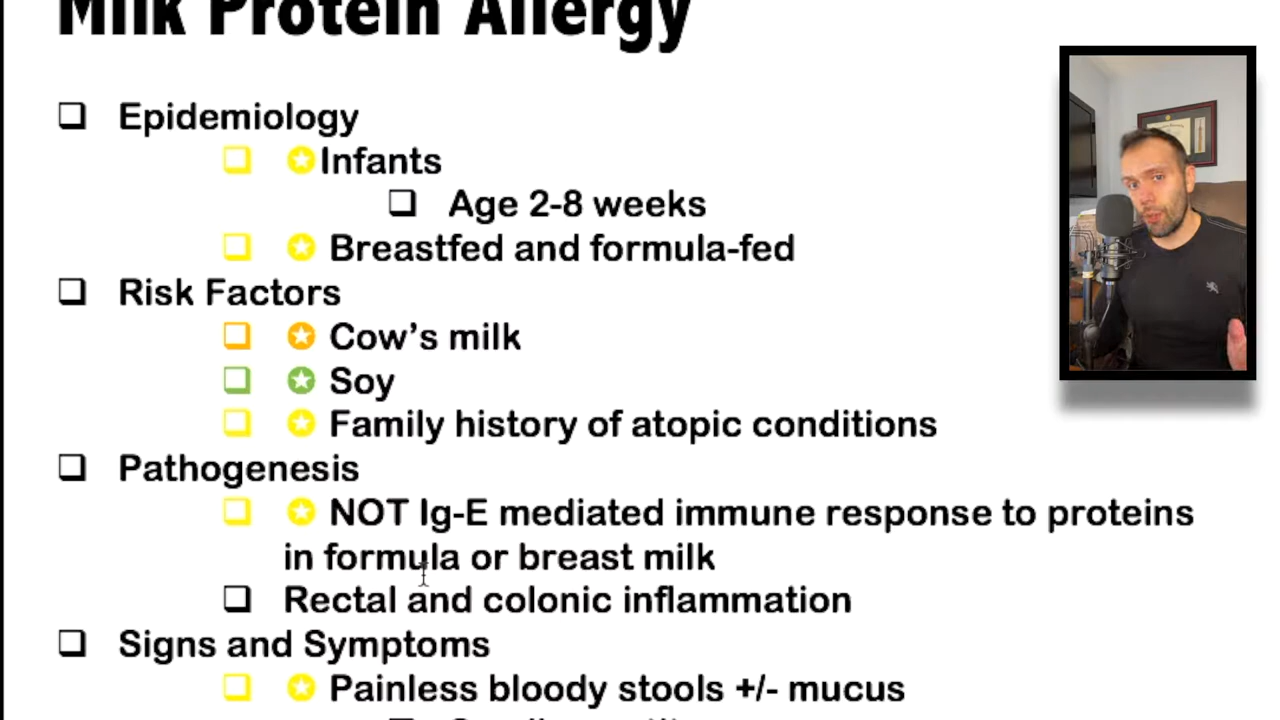 Milk Protein Allergy
Epidemiology
Infants
Age 2-8 weeks
Breastfed and formula-fed
Risk Factors
Cow’s milk
Soy
Family history of atopic conditions
Pathogenesis
NOT Ig-E mediated immune response to proteins
in formula or breast milk
Rectal and colonic inflammation
Signs and Symptoms
Painless bloody stools +/- mucus